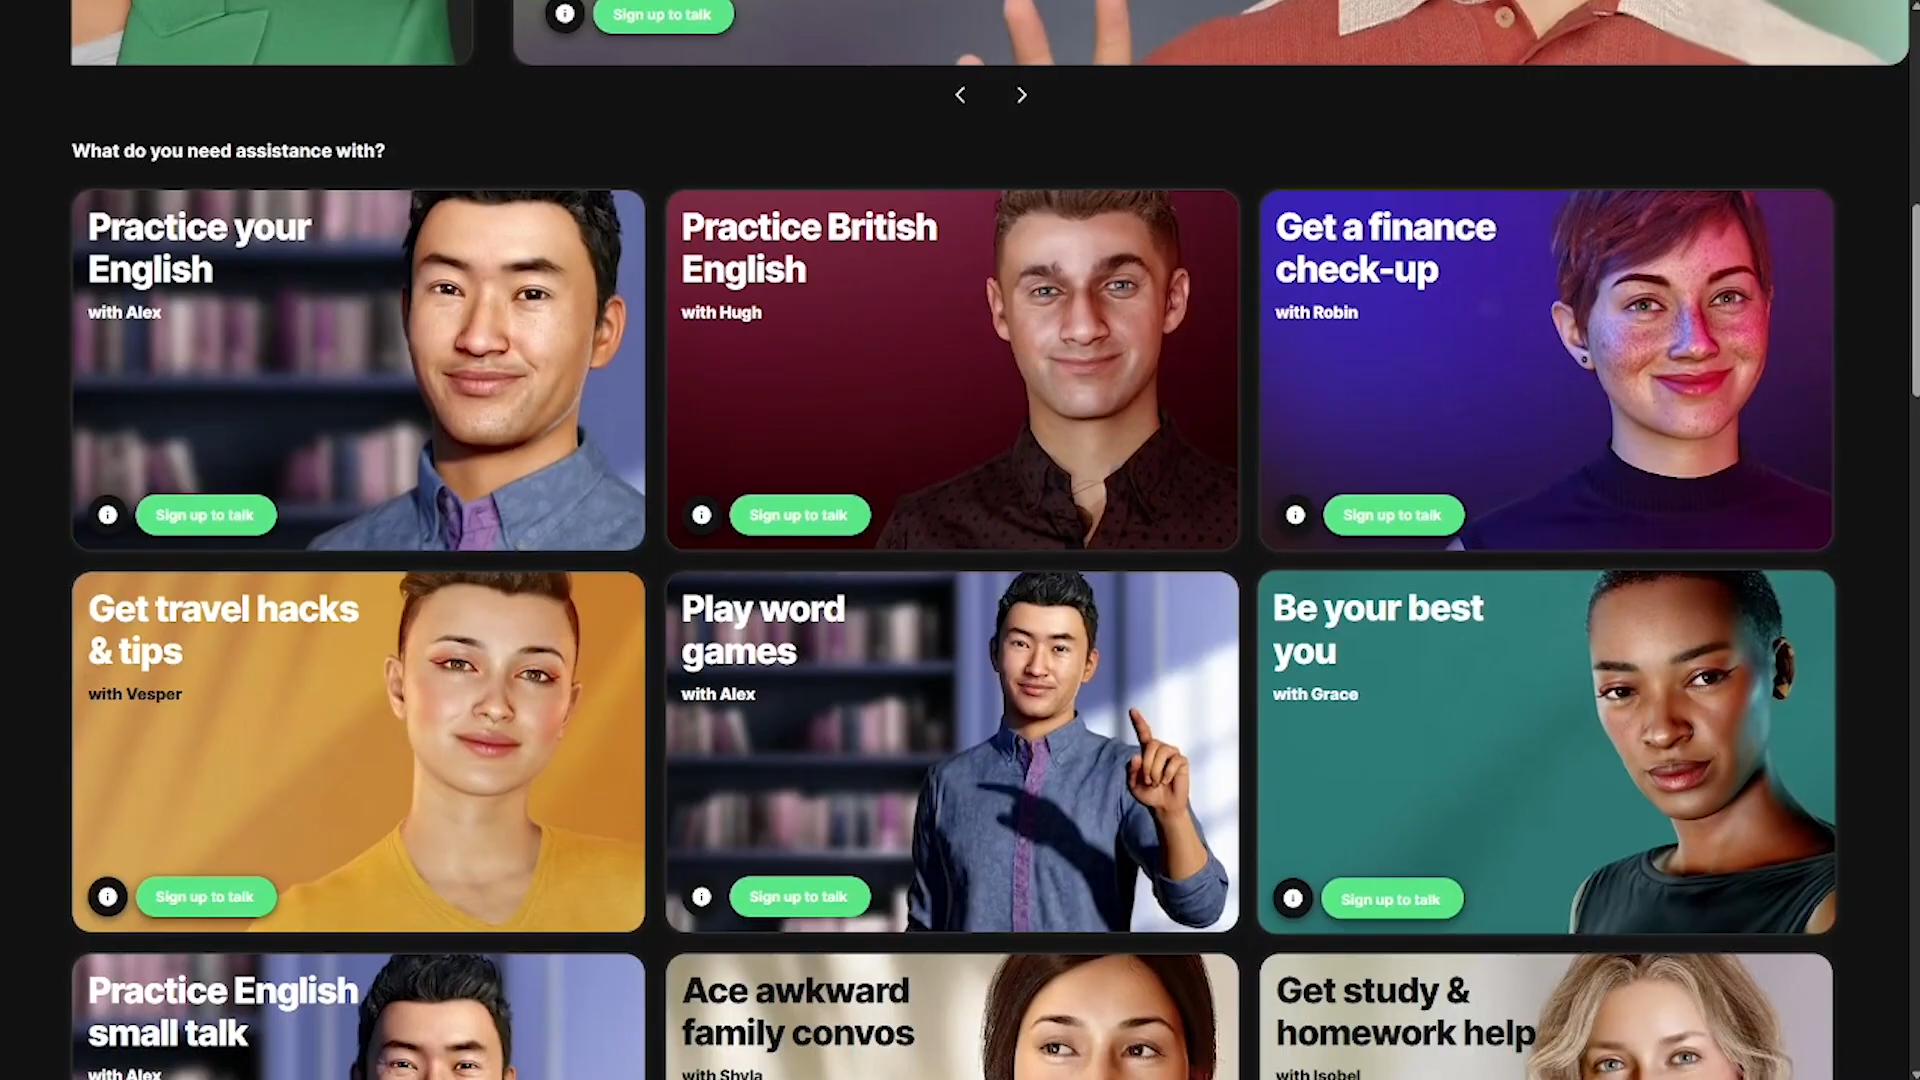 Sign up to talk
What do you need assistance with?
Practice your
English
with Alex
Sign up to talk
Practice British
English
with Hugh
Sign up to talk
Get a finance
check-up
with Robin
Sign up to talk
Get travel hacks
& tips
with Vesper
Sign up to talk
Play word
games
with Alex
Sign up to talk
Be your best
you
with Grace
Sign up to talk
Practice English
small talk
with Alex
Ace awkward
family convos
with Shyla
Get study &
homework help
with Isobel